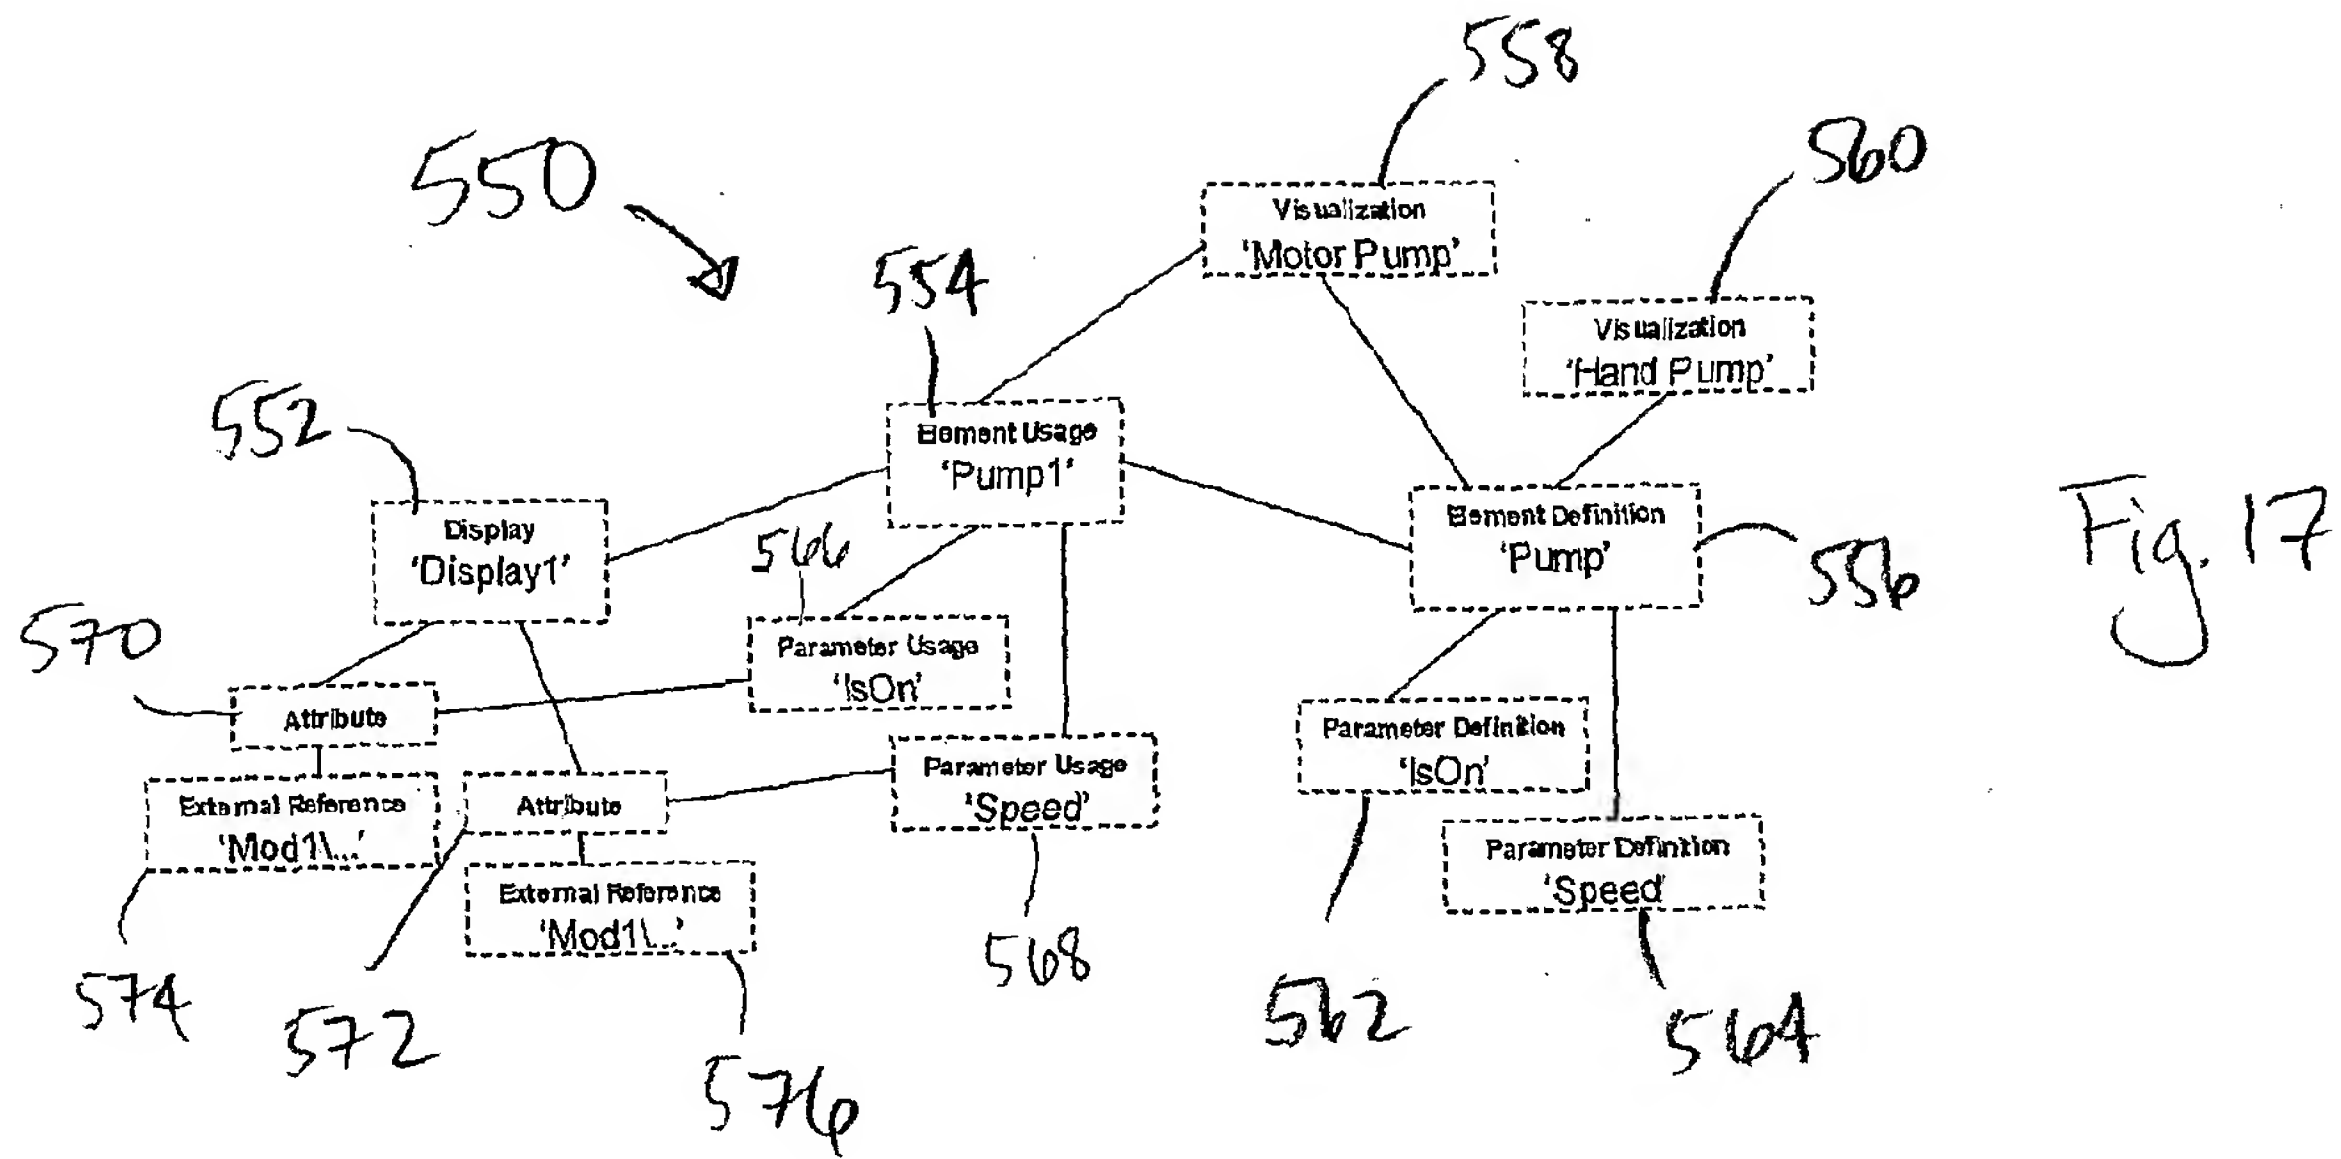 558
560
550
Visualization
'Motor Pump'
554
Visualization
'Hand Pump'
552
Element Usage
'Pump1'
Display
'Display1'
566
Element Definition
'Pump'
556
Fig. 17
570
Parameter Usage
'IsOn'
Attribute
Parameter Definition
'IsOn'
External Reference
'Mod1\...'
Attribute
Parameter Usage
'Speed'
Parameter Definition
'Speed'
External Reference
'Mod1\...'
574
572
576
568
562
564